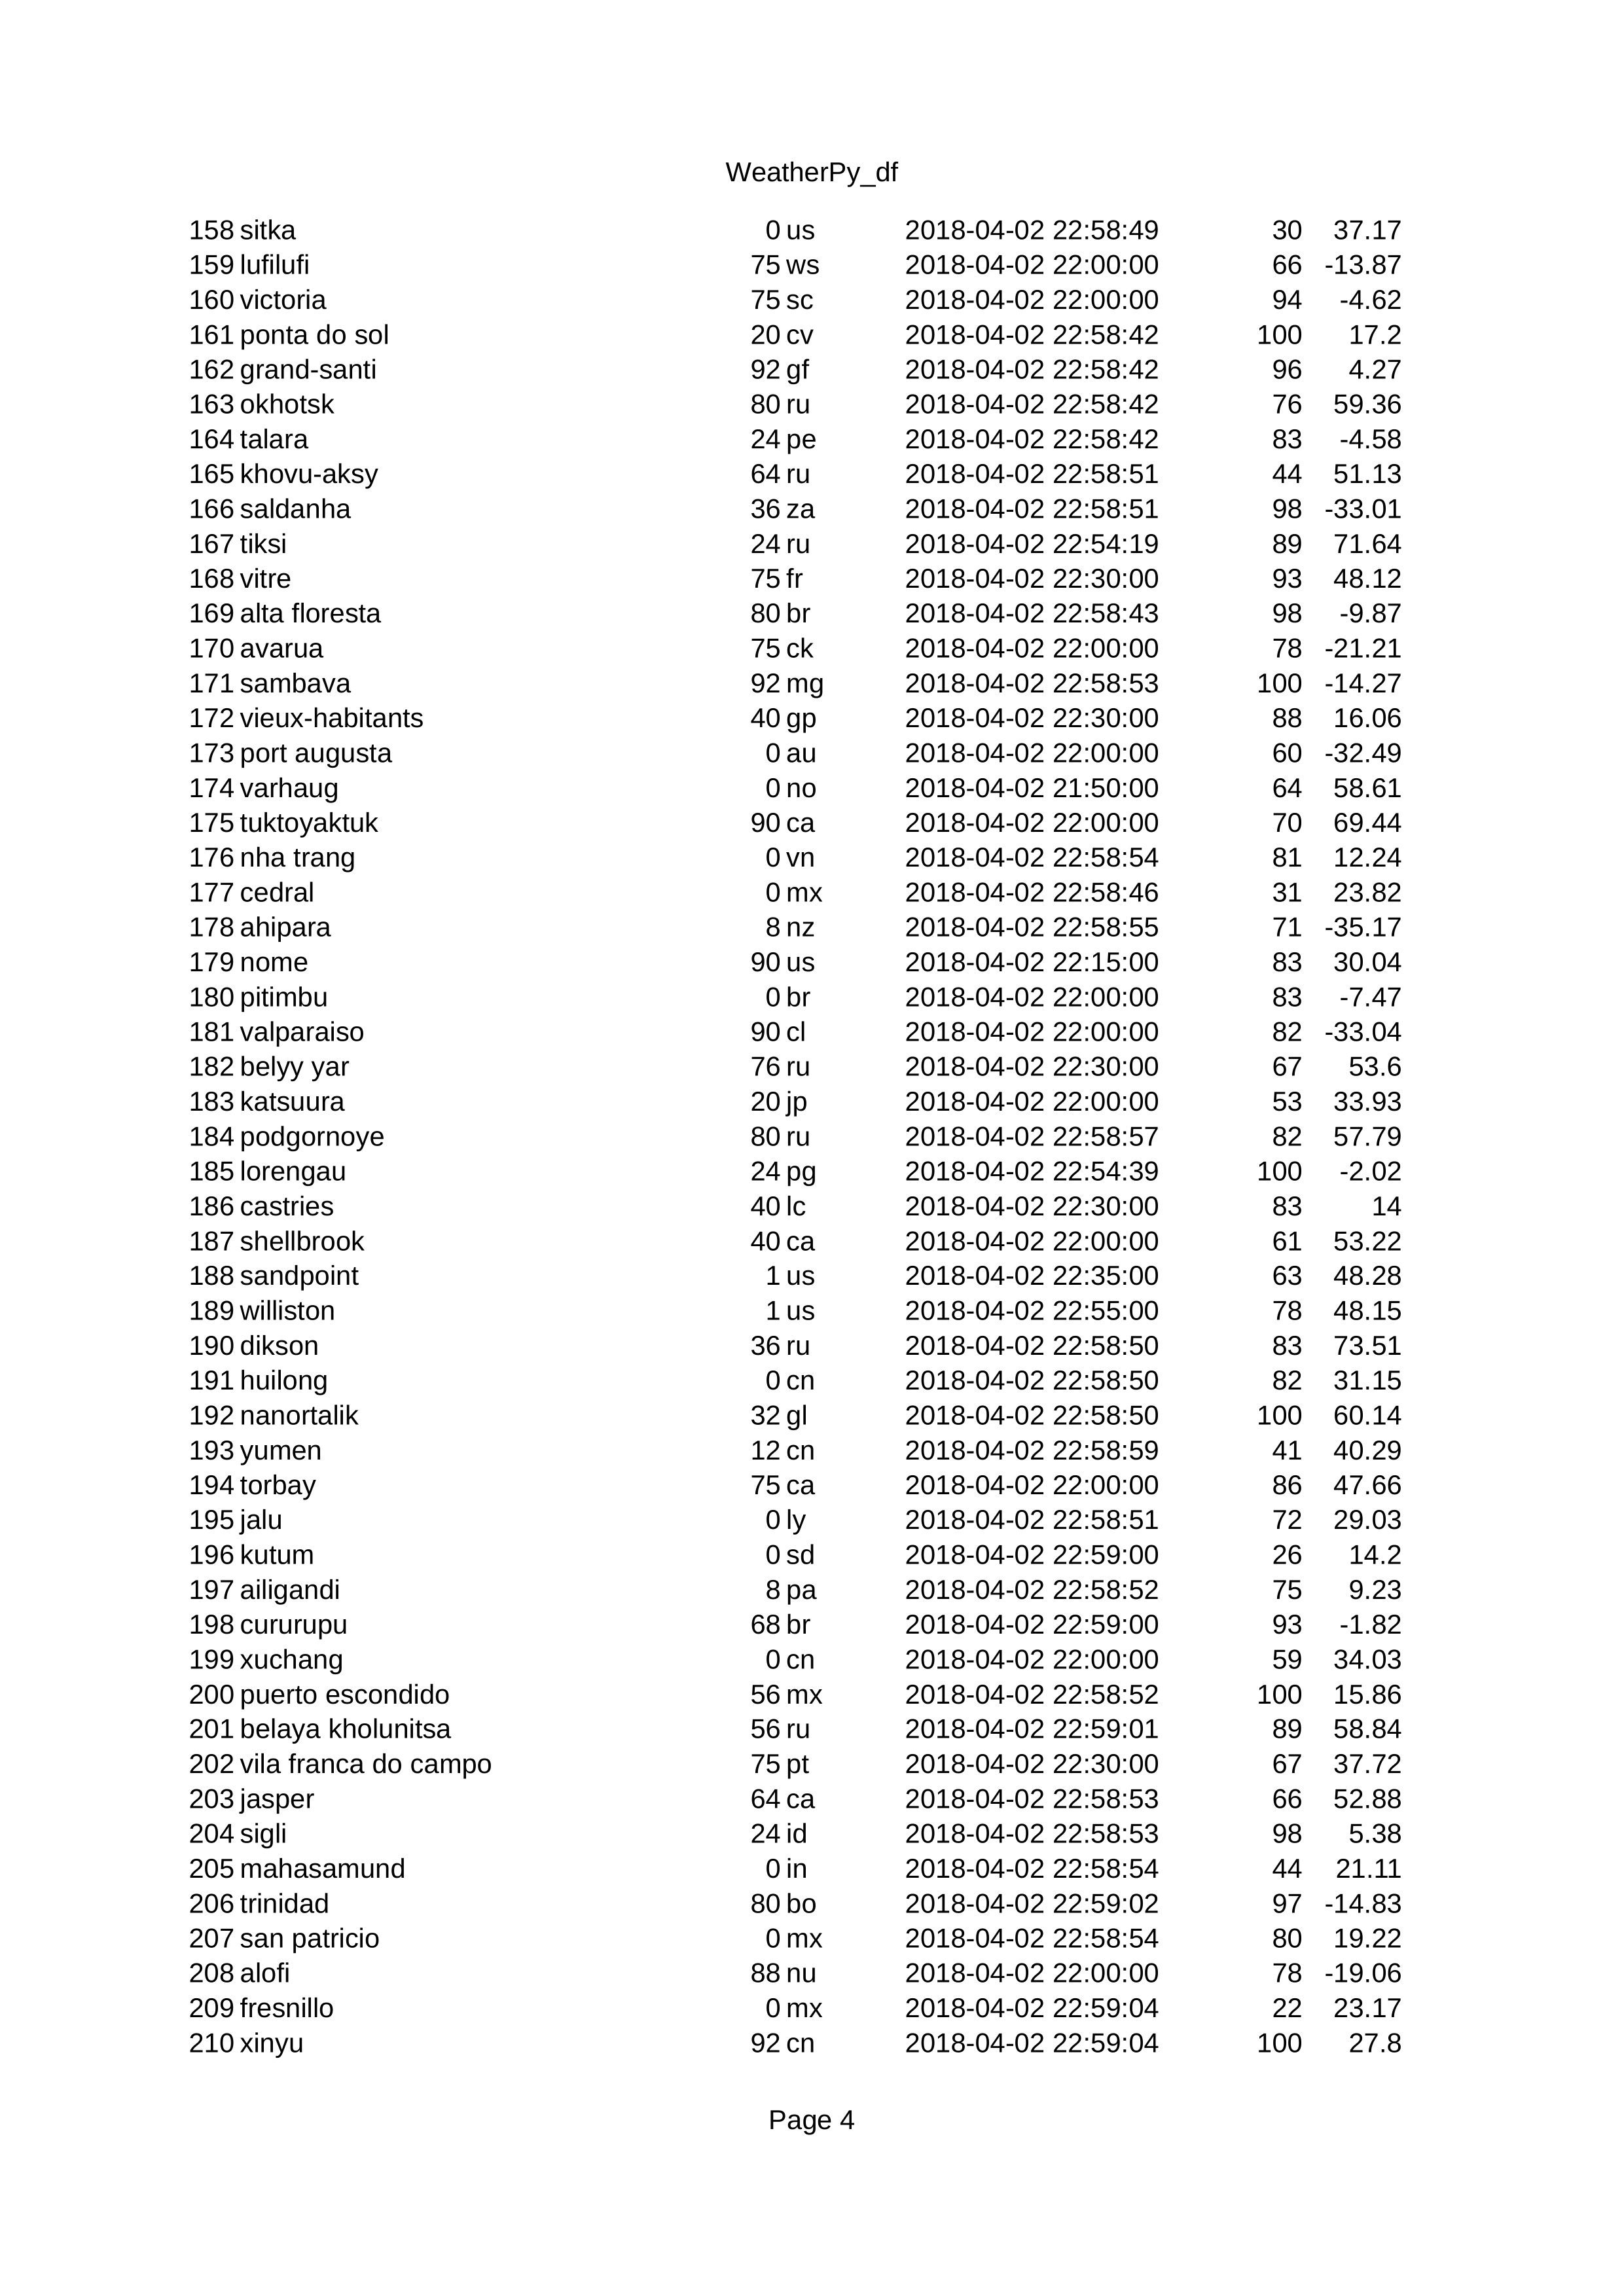 WeatherPy_df
158 sitka 0 us 2018-04-02 22:58:49 30 37.17
159 lufilufi 75 ws 2018-04-02 22:00:00 66 -13.87
160 victoria 75 sc 2018-04-02 22:00:00 94 -4.62
161 ponta do sol 20 cv 2018-04-02 22:58:42 100 17.2
162 grand-santi 92 gf 2018-04-02 22:58:42 96 4.27
163 okhotsk 80 ru 2018-04-02 22:58:42 76 59.36
164 talara 24 pe 2018-04-02 22:58:42 83 -4.58
165 khovu-aksy 64 ru 2018-04-02 22:58:51 44 51.13
166 saldanha 36 za 2018-04-02 22:58:51 98 -33.01
167 tiksi 24 ru 2018-04-02 22:54:19 89 71.64
168 vitre 75 fr 2018-04-02 22:30:00 93 48.12
169 alta floresta 80 br 2018-04-02 22:58:43 98 -9.87
170 avarua 75 ck 2018-04-02 22:00:00 78 -21.21
171 sambava 92 mg 2018-04-02 22:58:53 100 -14.27
172 vieux-habitants 40 gp 2018-04-02 22:30:00 88 16.06
173 port augusta 0 au 2018-04-02 22:00:00 60 -32.49
174 varhaug 0 no 2018-04-02 21:50:00 64 58.61
175 tuktoyaktuk 90 ca 2018-04-02 22:00:00 70 69.44
176 nha trang 0 vn 2018-04-02 22:58:54 81 12.24
177 cedral 0 mx 2018-04-02 22:58:46 31 23.82
178 ahipara 8 nz 2018-04-02 22:58:55 71 -35.17
179 nome 90 us 2018-04-02 22:15:00 83 30.04
180 pitimbu 0 br 2018-04-02 22:00:00 83 -7.47
181 valparaiso 90 cl 2018-04-02 22:00:00 82 -33.04
182 belyy yar 76 ru 2018-04-02 22:30:00 67 53.6
183 katsuura 20 jp 2018-04-02 22:00:00 53 33.93
184 podgornoye 80 ru 2018-04-02 22:58:57 82 57.79
185 lorengau 24 pg 2018-04-02 22:54:39 100 -2.02
186 castries 40 lc 2018-04-02 22:30:00 83 14
187 shellbrook 40 ca 2018-04-02 22:00:00 61 53.22
188 sandpoint 1 us 2018-04-02 22:35:00 63 48.28
189 williston 1 us 2018-04-02 22:55:00 78 48.15
190 dikson 36 ru 2018-04-02 22:58:50 83 73.51
191 huilong 0 cn 2018-04-02 22:58:50 82 31.15
192 nanortalik 32 gl 2018-04-02 22:58:50 100 60.14
193 yumen 12 cn 2018-04-02 22:58:59 41 40.29
194 torbay 75 ca 2018-04-02 22:00:00 86 47.66
195 jalu 0 ly 2018-04-02 22:58:51 72 29.03
196 kutum 0 sd 2018-04-02 22:59:00 26 14.2
197 ailigandi 8 pa 2018-04-02 22:58:52 75 9.23
198 cururupu 68 br 2018-04-02 22:59:00 93 -1.82
199 xuchang 0 cn 2018-04-02 22:00:00 59 34.03
200 puerto escondido 56 mx 2018-04-02 22:58:52 100 15.86
201 belaya kholunitsa 56 ru 2018-04-02 22:59:01 89 58.84
202 vila franca do campo 75 pt 2018-04-02 22:30:00 67 37.72
203 jasper 64 ca 2018-04-02 22:58:53 66 52.88
204 sigli 24 id 2018-04-02 22:58:53 98 5.38
205 mahasamund 0 in 2018-04-02 22:58:54 44 21.11
206 trinidad 80 bo 2018-04-02 22:59:02 97 -14.83
207 san patricio 0 mx 2018-04-02 22:58:54 80 19.22
208 alofi 88 nu 2018-04-02 22:00:00 78 -19.06
209 fresnillo 0 mx 2018-04-02 22:59:04 22 23.17
210 xinyu 92 cn 2018-04-02 22:59:04 100 27.8
Page 4